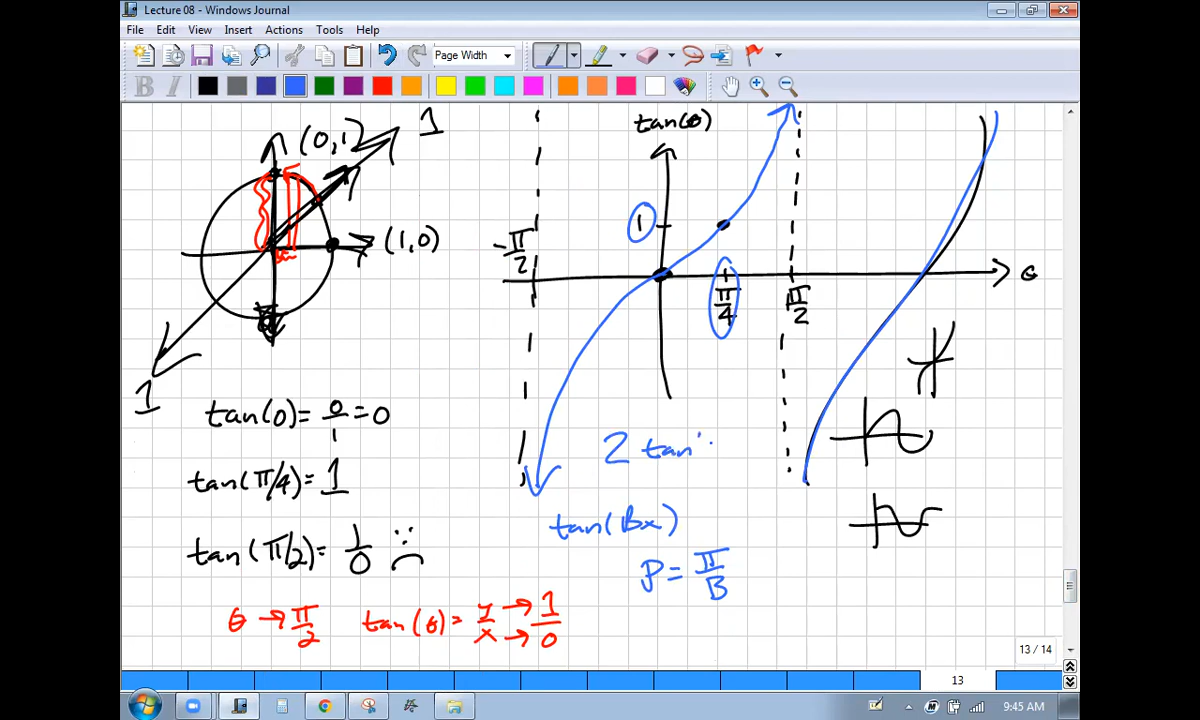 Lecture 08 - Windows Journal
File Edit View Insert Actions Tools Help
Page Width
B I
(0,1)
1
(1,0)
1
tan(θ)
1
-π/2
π/4
π/2
θ
tan(0)= 0/1 =0
tan(π/4)= 1
tan(π/2)= 1/0
θ → π/2 tan(θ)= y/x → 1/0
2 tan
tan(Bx)
P= π/B
13 / 14
13
9:45 AM